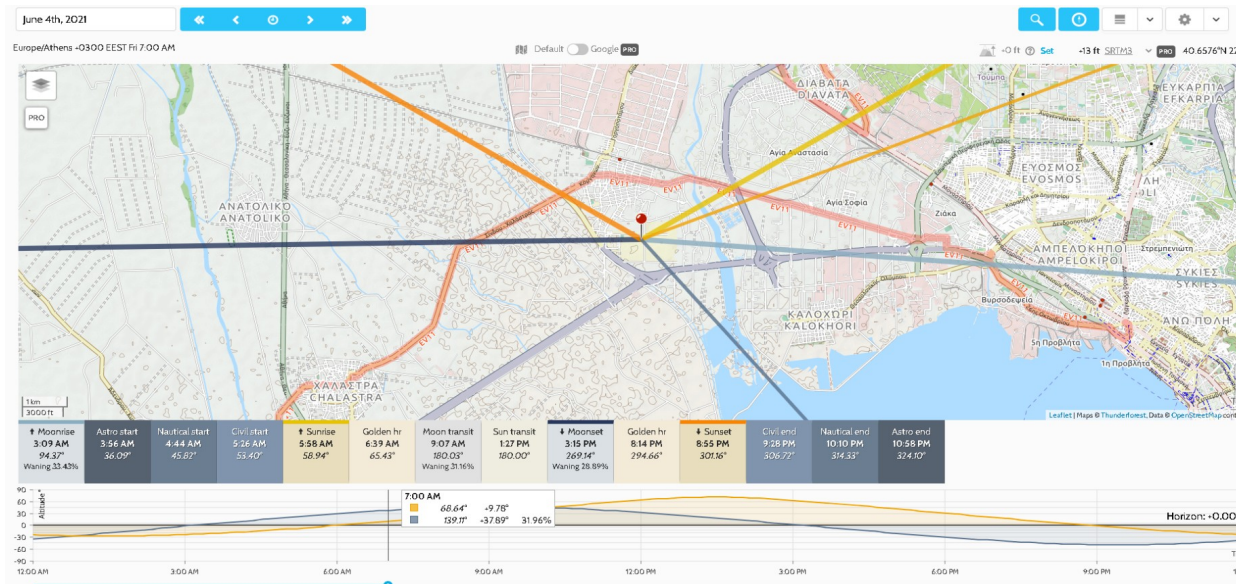 June 4th, 2021
Europe/Athens +0300 EEST Fri 7:00 AM
Default Google PRO
+0 ft Set
+13 ft SRTM3 PRO 40.6576°N 22
PRO
ΔΙΑΒΑΤΑ
DIAVATA
Τούμπα
ΕΥΚΑΡΠΙΑ
EFKARPIA
Αγία Αναστασία
ΕΥΟΣΜΟΣ
EVOSMOS
ΑΝΑΤΟΛΙΚΟ
ANATOLIKO
Αγία Σοφία
Ζιάκα
EV11
EV11
EV11
EV11
EV11
EV11
EV11
ΑΜΠΕΛΟΚΗΠΟΙ
AMPELOKIPOI
Στρεμπενιώτη
ΣΥΚΙΕΣ
SYKIES
Βυρσοδεψεία
ΚΑΛΟΧΩΡΙ
KALOKHORI
ΑΝΩ ΠΟΛΗ
5η Προβλήτα
1η Προβλήτα
ΧΑΛΑΣΤΡΑ
CHALASTRA
1 km
3000 ft
Leaflet | Maps © Thunderforest, Data © OpenStreetMap cont
↑ Moonrise
3:09 AM
94.37°
Waning 33.43%
Astro start
3:56 AM
36.09°
Nautical start
4:44 AM
45.82°
Civil start
5:26 AM
53.40°
↑ Sunrise
5:58 AM
58.94°
Golden hr
6:39 AM
65.43°
Moon transit
9:07 AM
180.03°
Waning 31.16%
Sun transit
1:27 PM
180.00°
↓ Moonset
3:15 PM
269.14°
Waning 28.89%
Golden hr
8:14 PM
294.66°
↓ Sunset
8:55 PM
301.16°
Civil end
9:28 PM
306.72°
Nautical end
10:10 PM
314.33°
Astro end
10:58 PM
324.10°
Altitude°
90
60
30
0
-30
-60
-90
7:00 AM
68.64° +9.78°
139.11° +37.89° 31.96%
Horizon: +0.00
12:00 AM 3:00 AM 6:00 AM 9:00 AM 12:00 PM 3:00 PM 6:00 PM 9:00 PM